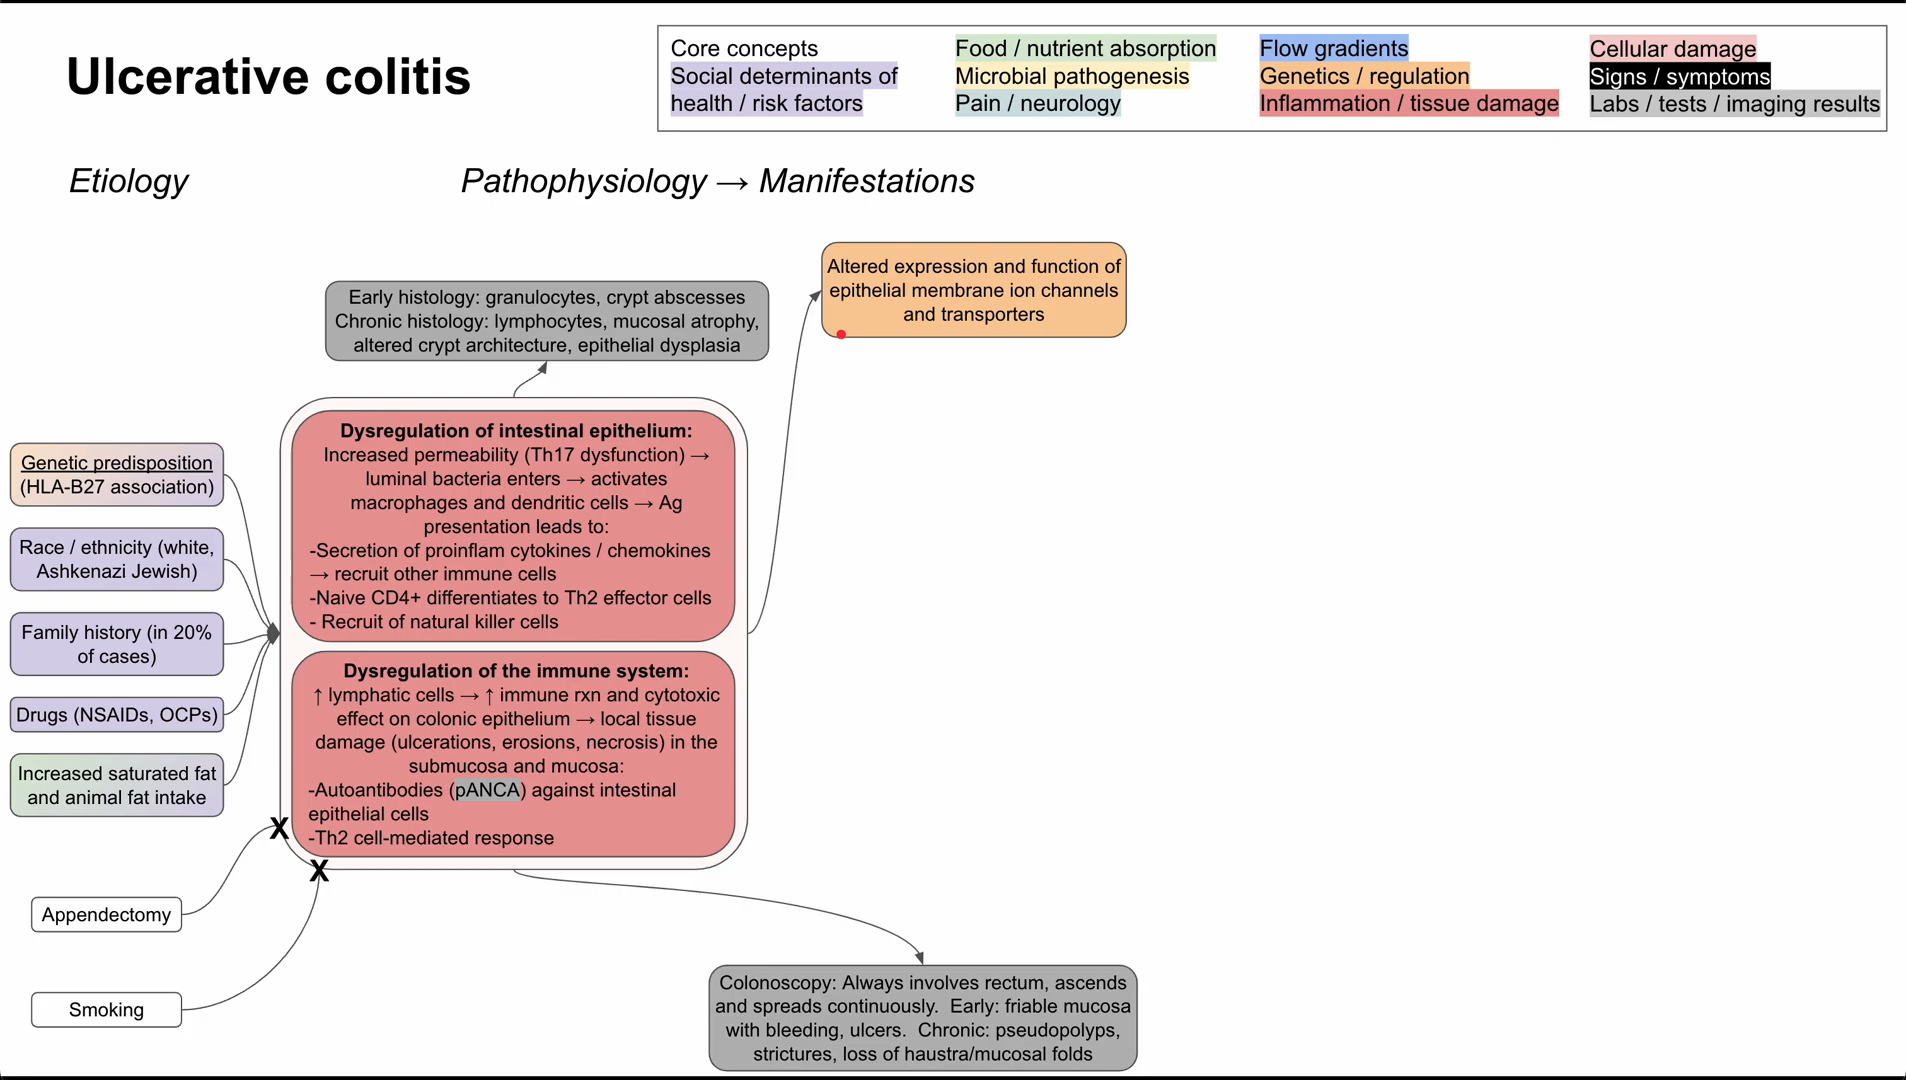 Ulcerative colitis
Core concepts
Social determinants of
health / risk factors
Food / nutrient absorption
Microbial pathogenesis
Pain / neurology
Flow gradients
Genetics / regulation
Inflammation / tissue damage
Cellular damage
Signs / symptoms
Labs / tests / imaging results
Etiology
Pathophysiology → Manifestations
Altered expression and function of
epithelial membrane ion channels
and transporters
Early histology: granulocytes, crypt abscesses
Chronic histology: lymphocytes, mucosal atrophy,
altered crypt architecture, epithelial dysplasia
Genetic predisposition
(HLA-B27 association)
Race / ethnicity (white,
Ashkenazi Jewish)
Family history (in 20%
of cases)
Drugs (NSAIDs, OCPs)
Increased saturated fat
and animal fat intake
Appendectomy
Smoking
X
X
Dysregulation of intestinal epithelium:
Increased permeability (Th17 dysfunction) →
luminal bacteria enters → activates
macrophages and dendritic cells → Ag
presentation leads to:
-Secretion of proinflam cytokines / chemokines
→ recruit other immune cells
-Naive CD4+ differentiates to Th2 effector cells
- Recruit of natural killer cells
Dysregulation of the immune system:
↑ lymphatic cells → ↑ immune rxn and cytotoxic
effect on colonic epithelium → local tissue
damage (ulcerations, erosions, necrosis) in the
submucosa and mucosa:
-Autoantibodies (pANCA) against intestinal
epithelial cells
-Th2 cell-mediated response
Colonoscopy: Always involves rectum, ascends
and spreads continuously.  Early: friable mucosa
with bleeding, ulcers.  Chronic: pseudopolyps,
strictures, loss of haustra/mucosal folds